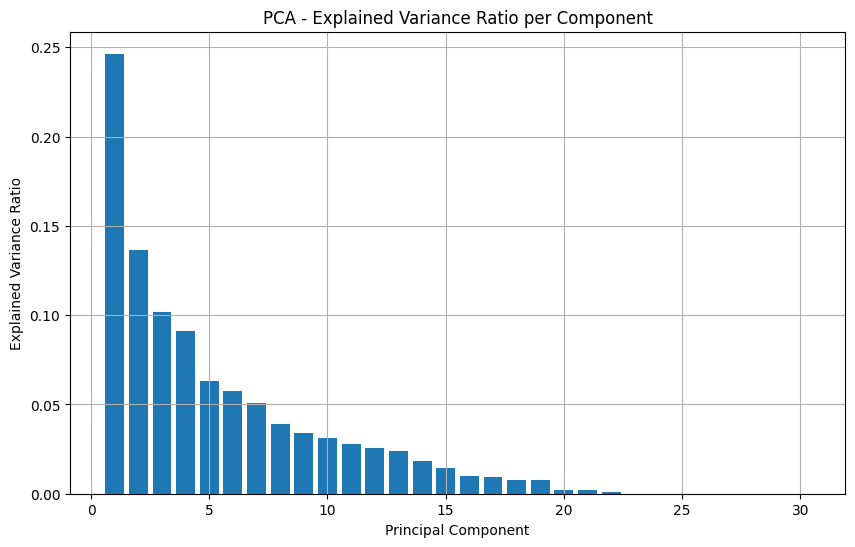 PCA - Explained Variance Ratio per Component
Explained Variance Ratio
0.25
0.20
0.15
0.10
0.05
0.00
0 5 10 15 20 25 30
Principal Component